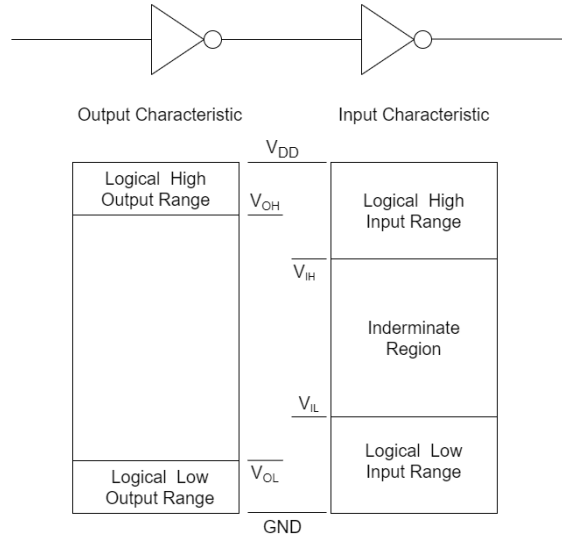 Output Characteristic
Input Characteristic
VDD
Logical High
Output Range
VOH
Logical High
Input Range
VIH
Inderminate
Region
VIL
Logical Low
Output Range
VOL
Logical Low
Input Range
GND